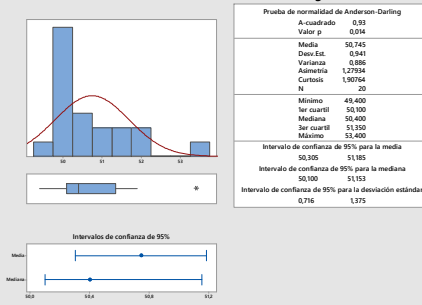 Prueba de normalidad de Anderson-Darling
A-cuadrado 0,93
Valor p 0,014
Media 50,745
Desv.Est. 0,941
Varianza 0,886
Asimetría 1,27934
Curtosis 1,90764
N 20
Mínimo 49,400
1er cuartil 50,100
Mediana 50,400
3er cuartil 51,350
Máximo 53,400
Intervalo de confianza de 95% para la media
50,305 51,185
Intervalo de confianza de 95% para la mediana
50,100 51,153
Intervalo de confianza de 95% para la desviación estándar
0,716 1,375
50 51 52 53
*
Intervalos de confianza de 95%
Media
Mediana
50,0 50,4 50,8 51,2